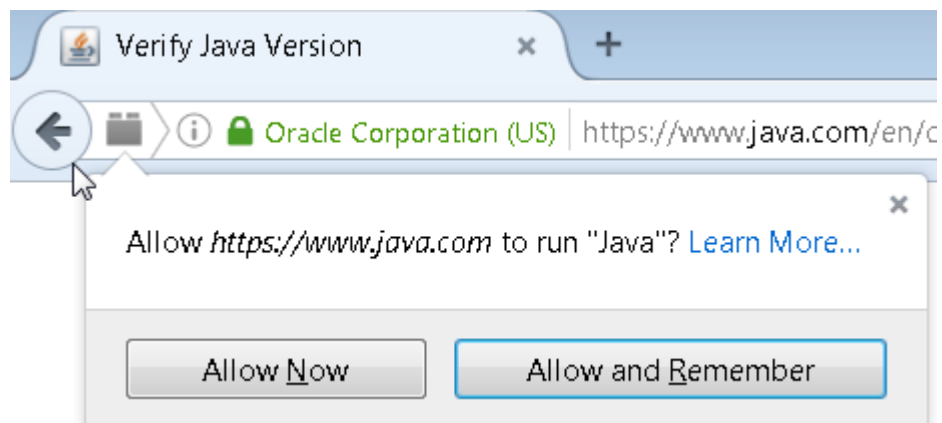 Verify Java Version
Oracle Corporation (US) https://www.java.com/en/
Allow https://www.java.com to run "Java"? Learn More...
Allow Now Allow and Remember